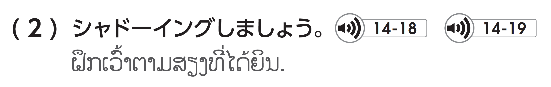 (2) シャドーイングしましょう。 14-18 14-19
ຝຶກເວົ້າຕາມສຽງທີ່ໄດ້ຍິນ.